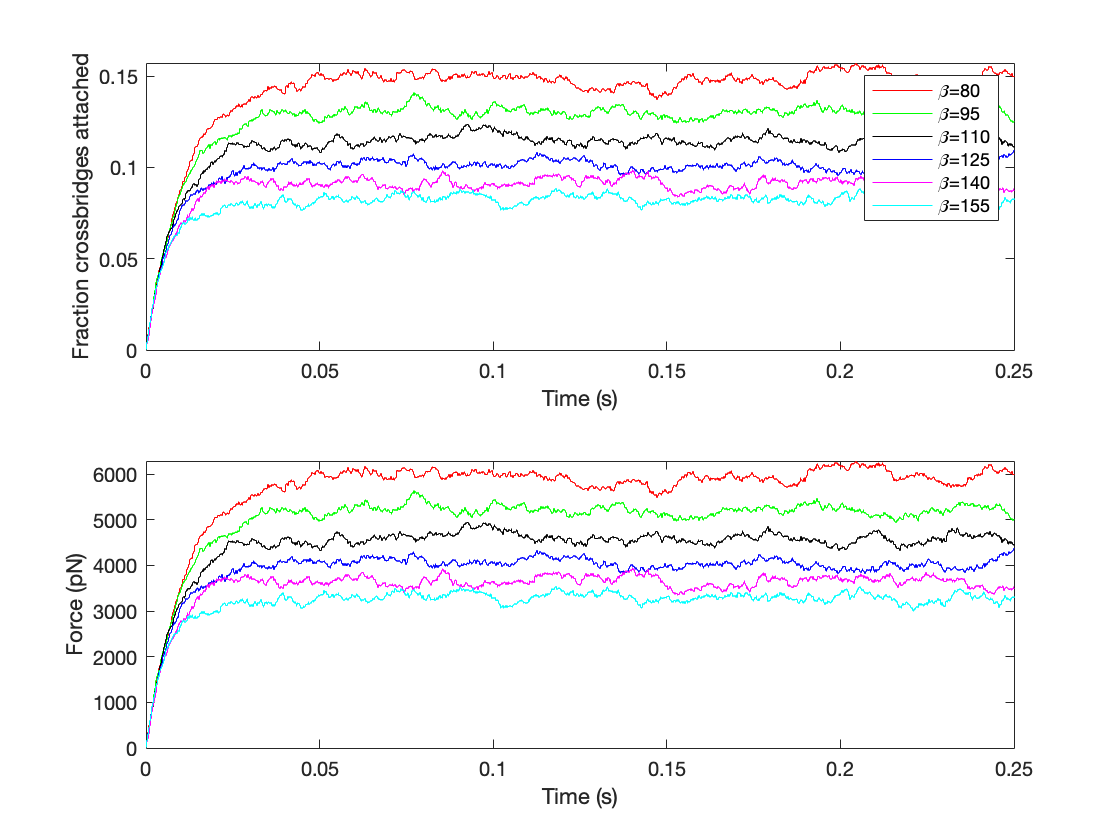 Fraction crossbridges attached
0.15
0.1
0.05
0
β=80
β=95
β=110
β=125
β=140
β=155
0 0.05 0.1 0.15 0.2 0.25
Time (s)
Force (pN)
6000
5000
4000
3000
2000
1000
0
0 0.05 0.1 0.15 0.2 0.25
Time (s)